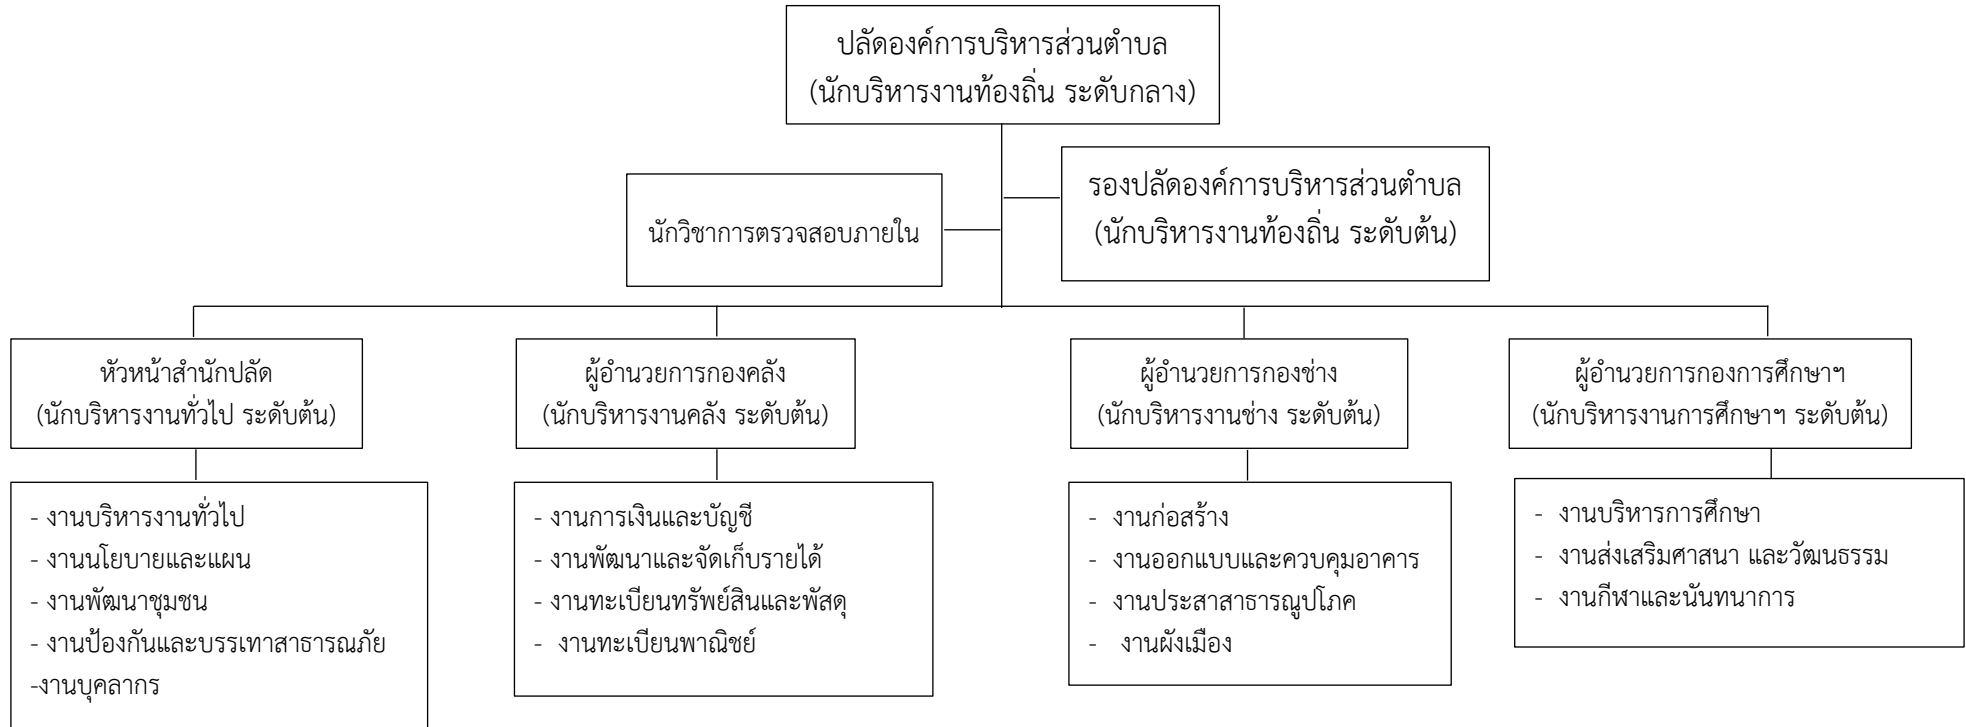 ปลัดองค์การบริหารส่วนตำบล
(นักบริหารงานท้องถิ่น ระดับกลาง)
รองปลัดองค์การบริหารส่วนตำบล
(นักบริหารงานท้องถิ่น ระดับต้น)
นักวิชาการตรวจสอบภายใน
หัวหน้าสำนักปลัด
(นักบริหารงานทั่วไป ระดับต้น)
ผู้อำนวยการกองคลัง
(นักบริหารงานคลัง ระดับต้น)
ผู้อำนวยการกองช่าง
(นักบริหารงานช่าง ระดับต้น)
ผู้อำนวยการกองการศึกษาฯ
(นักบริหารงานการศึกษาฯ ระดับต้น)
- งานบริหารงานทั่วไป
- งานนโยบายและแผน
- งานพัฒนาชุมชน
- งานป้องกันและบรรเทาสาธารณภัย
-งานบุคลากร
- งานการเงินและบัญชี
- งานพัฒนาและจัดเก็บรายได้
- งานทะเบียนทรัพย์สินและพัสดุ
- งานทะเบียนพาณิชย์
- งานก่อสร้าง
- งานออกแบบและควบคุมอาคาร
- งานประสาสาธารณูปโภค
- งานผังเมือง
- งานบริหารการศึกษา
- งานส่งเสริมศาสนา และวัฒนธรรม
- งานกีฬาและนันทนาการ